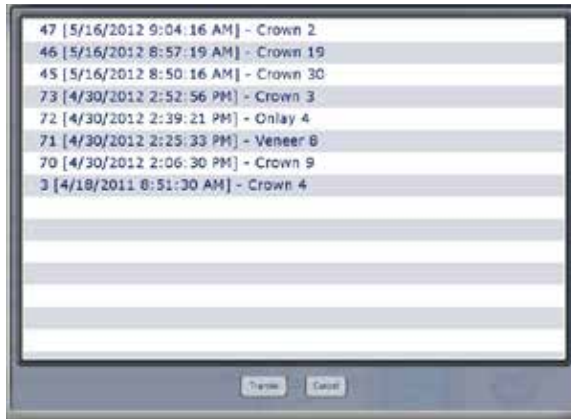 47 [5/16/2012 9:04:16 AM] - Crown 2
46 [5/16/2012 8:57:19 AM] - Crown 19
45 [5/16/2012 8:50:16 AM] - Crown 30
73 [4/30/2012 2:52:56 PM] - Crown 3
72 [4/30/2012 2:39:21 PM] - Onlay 4
71 [4/30/2012 2:25:33 PM] - Veneer 8
70 [4/30/2012 2:06:30 PM] - Crown 9
3 [4/18/2011 8:51:30 AM] - Crown 4
Transfer Cancel